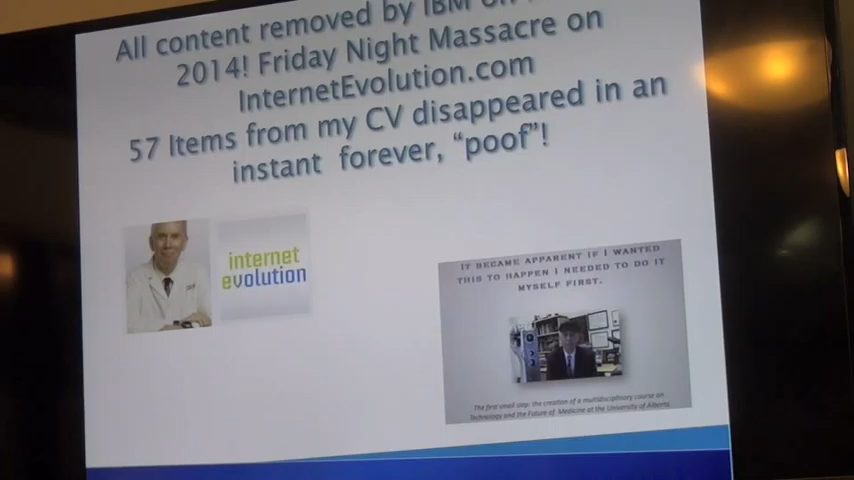 All content removed by IBM on
2014! Friday Night Massacre on
InternetEvolution.com
57 Items from my CV disappeared in an
instant forever, "poof"!
internet
evolution
IT BECAME APPARENT IF I WANTED
THIS TO HAPPEN I NEEDED TO DO IT
MYSELF FIRST.
The first small step: the creation of a multidisciplinary course on
Technology and the Future of Medicine at the University of Alberta.